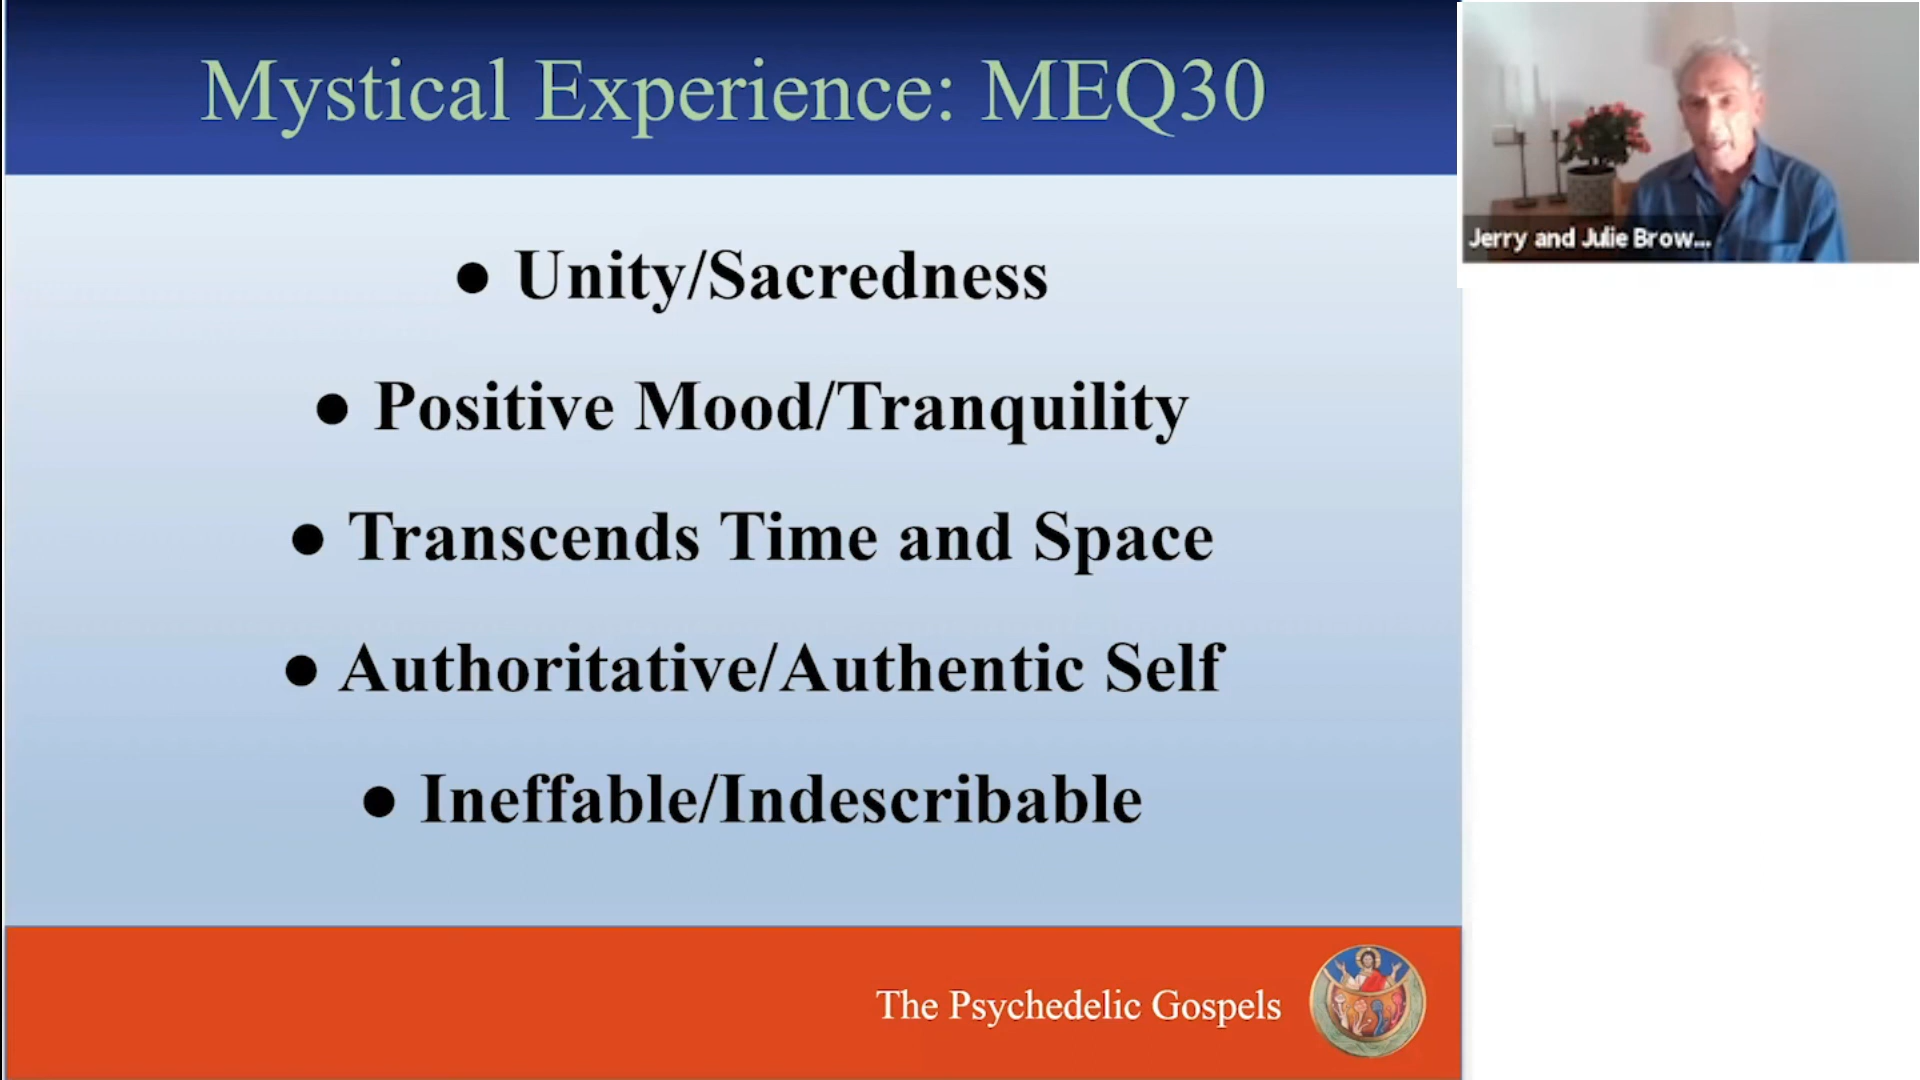 Mystical Experience: MEQ30
● Unity/Sacredness
● Positive Mood/Tranquility
● Transcends Time and Space
● Authoritative/Authentic Self
● Ineffable/Indescribable
The Psychedelic Gospels
Jerry and Julie Brow...